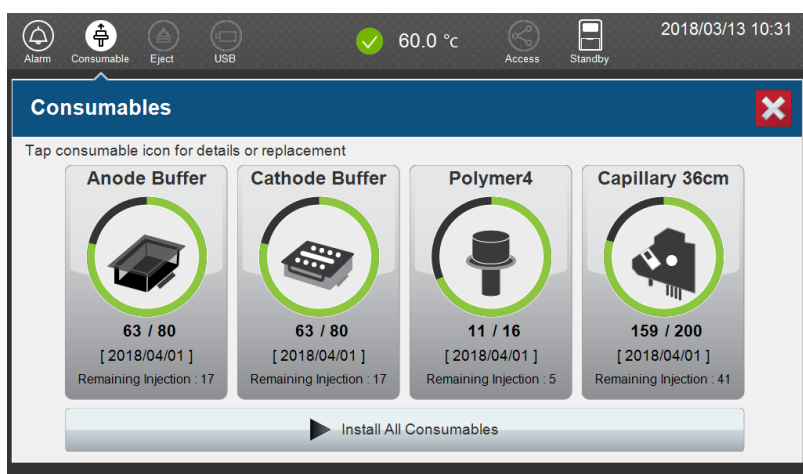 60.0 °c
2018/03/13 10:31
Alarm
Consumable
Eject
USB
Access
Standby
Consumables
Tap consumable icon for details or replacement
Anode Buffer
63 / 80
[ 2018/04/01 ]
Remaining Injection : 17
Cathode Buffer
63 / 80
[ 2018/04/01 ]
Remaining Injection : 17
Polymer4
11 / 16
[ 2018/04/01 ]
Remaining Injection : 5
Capillary 36cm
159 / 200
[ 2018/04/01 ]
Remaining Injection : 41
Install All Consumables